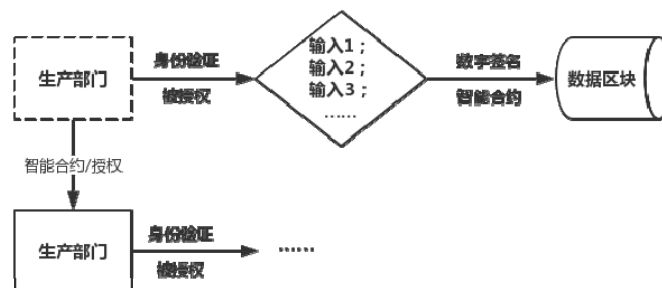 生产部门
身份验证
被授权
输入1；
输入2；
输入3；
……
数字签名
智能合约
数据区块
智能合约/授权
生产部门
身份验证
被授权
……